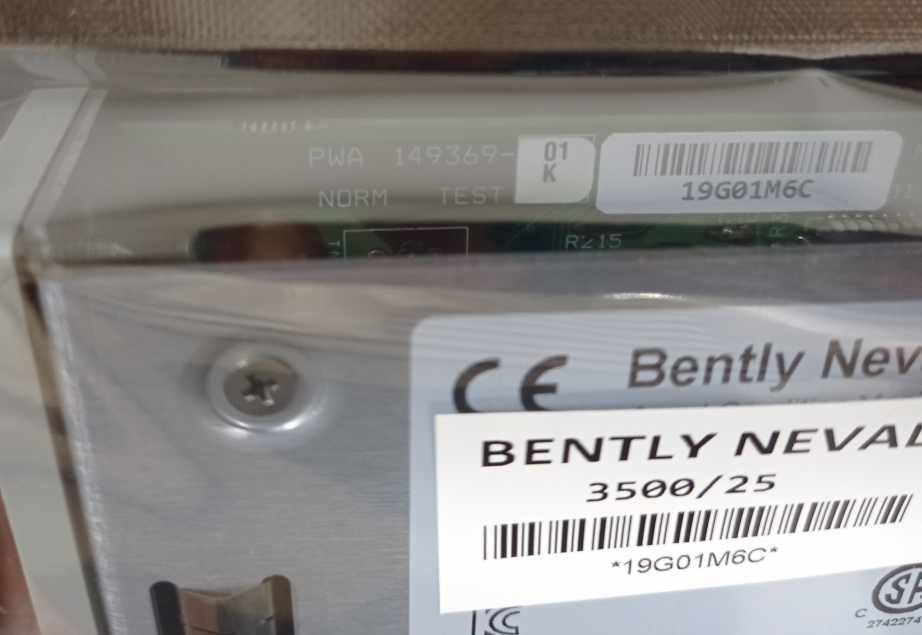 PWA 149369-
01
K
19G01M6C
NORM TEST
R215
CE
Bently Nev
BENTLY NEVAD
3500/25
*19G01M6C*
C